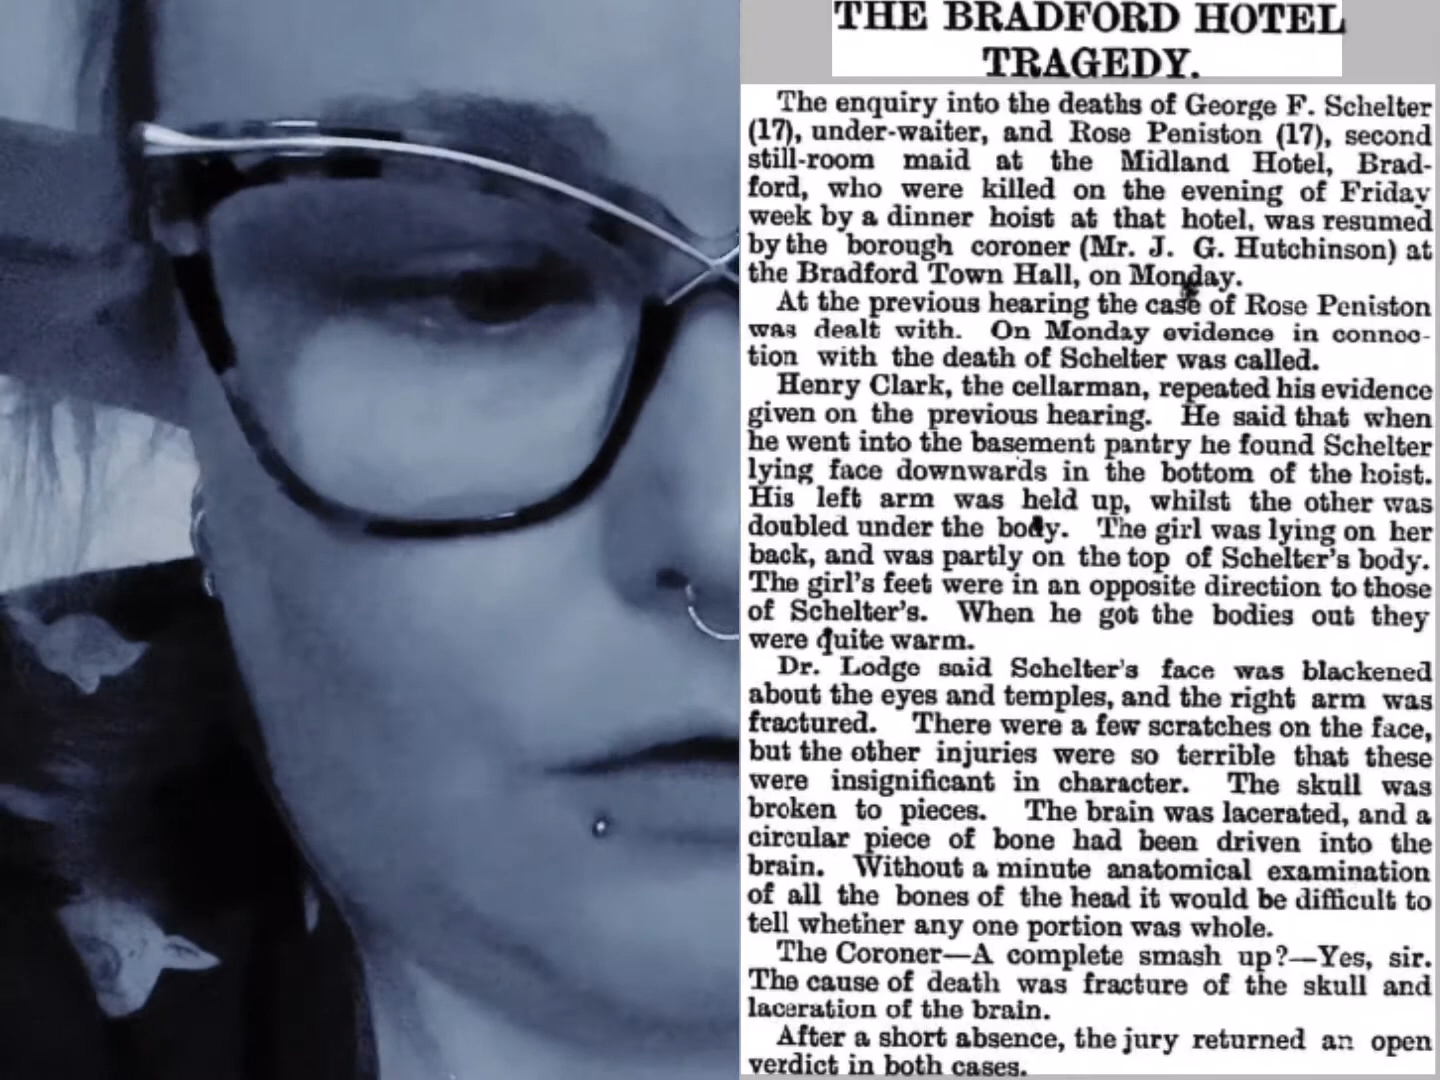 THE BRADFORD HOTEL
TRAGEDY.
The enquiry into the deaths of George F. Schelter
(17), under-waiter, and Rose Peniston (17), second
still-room maid at the Midland Hotel, Brad-
ford, who were killed on the evening of Friday
week by a dinner hoist at that hotel, was resumed
by the borough coroner (Mr. J. G. Hutchinson) at
the Bradford Town Hall, on Monday.
At the previous hearing the case of Rose Peniston
was dealt with. On Monday evidence in connec-
tion with the death of Schelter was called.
Henry Clark, the cellarman, repeated his evidence
given on the previous hearing. He said that when
he went into the basement pantry he found Schelter
lying face downwards in the bottom of the hoist.
His left arm was held up, whilst the other was
doubled under the body. The girl was lying on her
back, and was partly on the top of Schelter's body.
The girl's feet were in an opposite direction to those
of Schelter's. When he got the bodies out they
were quite warm.
Dr. Lodge said Schelter's face was blackened
about the eyes and temples, and the right arm was
fractured. There were a few scratches on the face,
but the other injuries were so terrible that these
were insignificant in character. The skull was
broken to pieces. The brain was lacerated, and a
circular piece of bone had been driven into the
brain. Without a minute anatomical examination
of all the bones of the head it would be difficult to
tell whether any one portion was whole.
The Coroner—A complete smash up?—Yes, sir.
The cause of death was fracture of the skull and
laceration of the brain.
After a short absence, the jury returned an open
verdict in both cases.